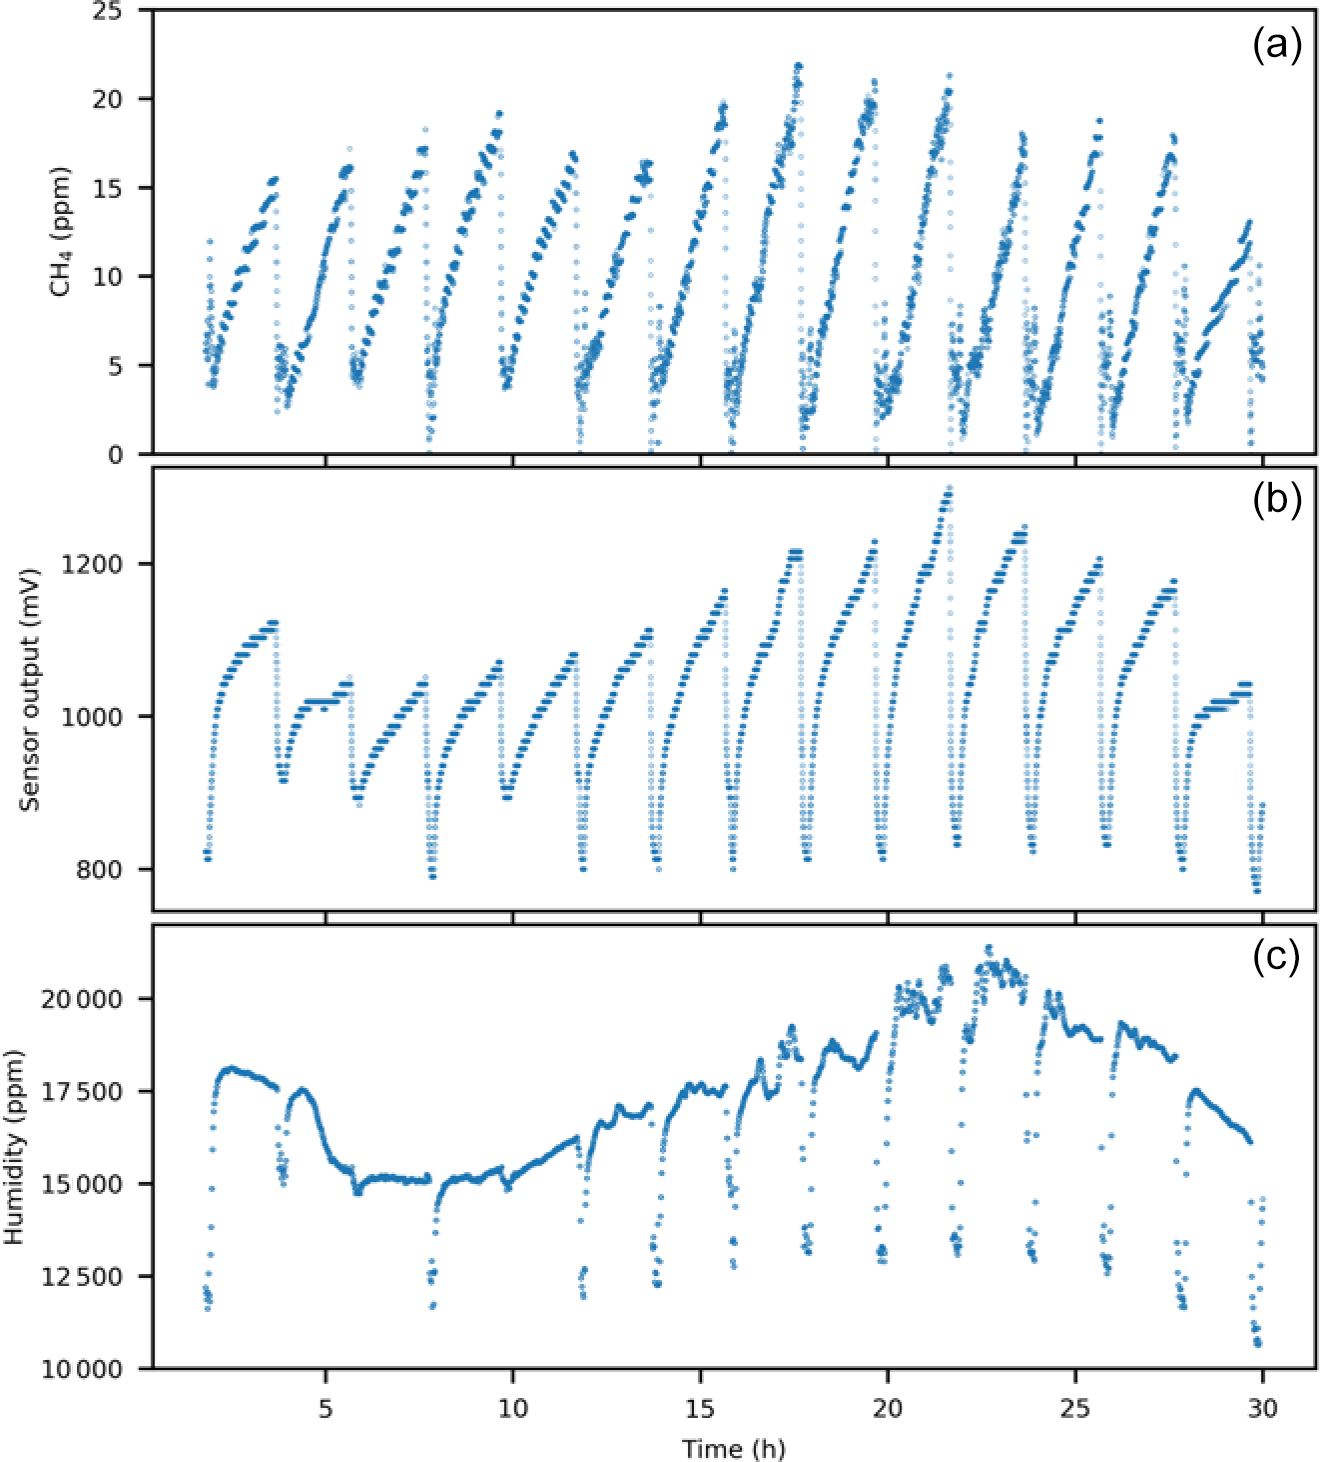 25
20
15
10
5
0
CH₄ (ppm)
(a)
1200
1000
800
Sensor output (mV)
(b)
20 000
17 500
15 000
12 500
10 000
Humidity (ppm)
(c)
5 10 15 20 25 30
Time (h)